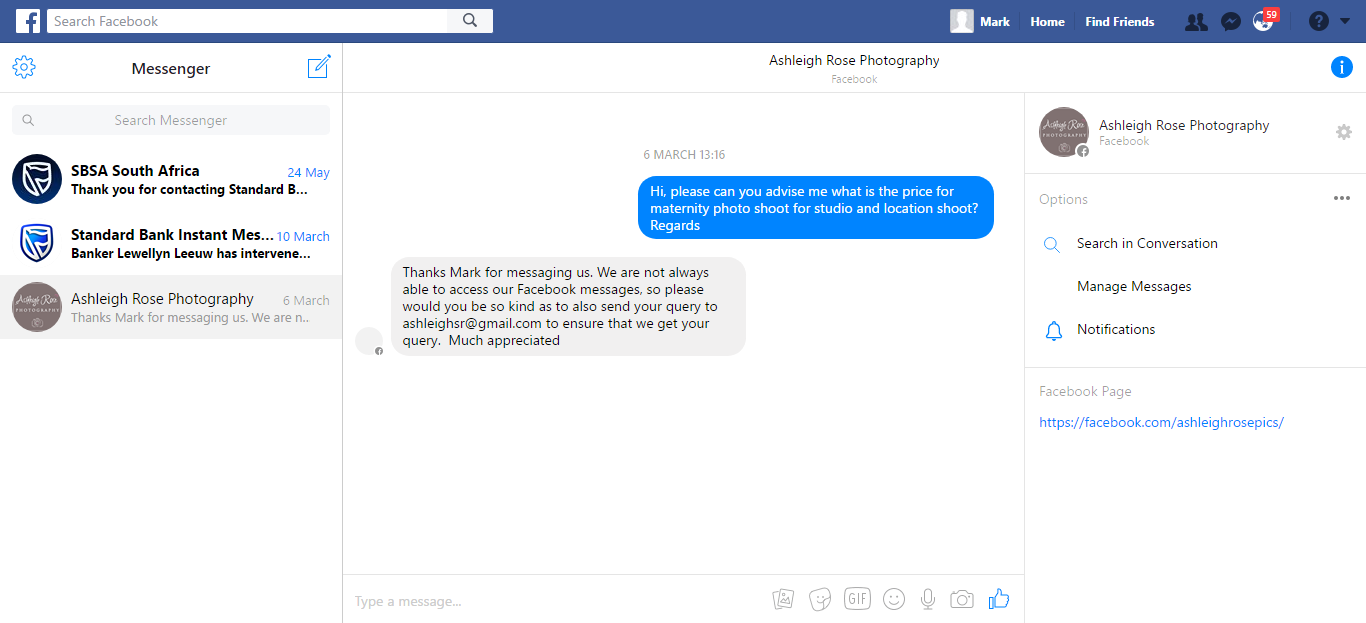 Search Facebook
Mark
Home
Find Friends
59
Messenger
Search Messenger
SBSA South Africa
24 May
Thank you for contacting Standard B...
Standard Bank Instant Mes...
10 March
Banker Lewellyn Leeuw has intervene...
Ashleigh Rose Photography
6 March
Thanks Mark for messaging us. We are n..
Ashleigh Rose Photography
Facebook
6 MARCH 13:16
Hi, please can you advise me what is the price for
maternity photo shoot for studio and location shoot?
Regards
Thanks Mark for messaging us. We are not always
able to access our Facebook messages, so please
would you be so kind as to also send your query to
ashleighsr@gmail.com to ensure that we get your
query.  Much appreciated
Type a message...
GIF
Ashleigh Rose
PHOTOGRAPHY
Ashleigh Rose Photography
Facebook
Options
Search in Conversation
Manage Messages
Notifications
Facebook Page
https://facebook.com/ashleighrosepics/